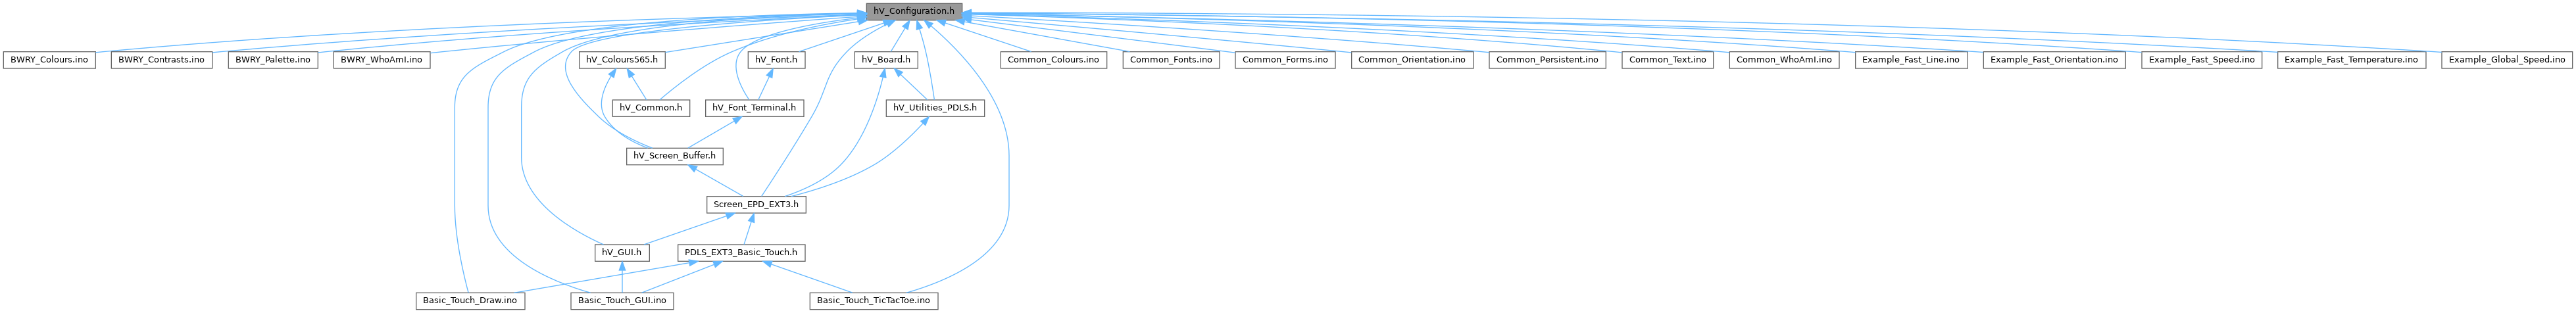 hV_Configuration.h
BWRY_Colours.ino
BWRY_Contrasts.ino
BWRY_Palette.ino
BWRY_WhoAmI.ino
hV_Colours565.h
hV_Font.h
hV_Board.h
Common_Colours.ino
Common_Fonts.ino
Common_Forms.ino
Common_Orientation.ino
Common_Persistent.ino
Common_Text.ino
Common_WhoAmI.ino
Example_Fast_Line.ino
Example_Fast_Orientation.ino
Example_Fast_Speed.ino
Example_Fast_Temperature.ino
Example_Global_Speed.ino
hV_Common.h
hV_Font_Terminal.h
hV_Utilities_PDLS.h
hV_Screen_Buffer.h
Screen_EPD_EXT3.h
hV_GUI.h
PDLS_EXT3_Basic_Touch.h
Basic_Touch_Draw.ino
Basic_Touch_GUI.ino
Basic_Touch_TicTacToe.ino